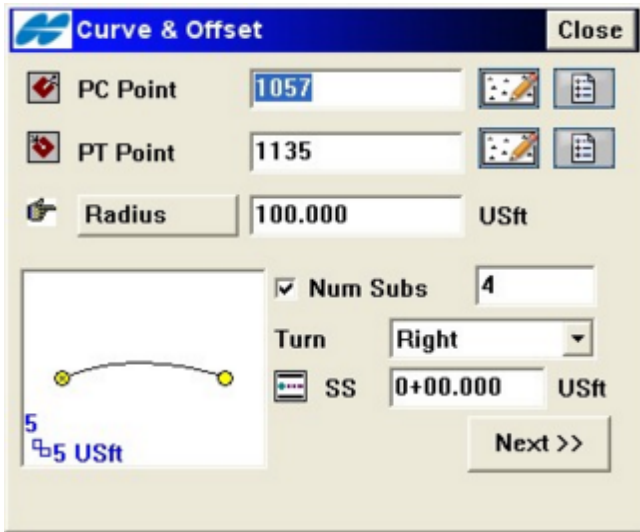 Curve & Offset Close
PC Point 1057
PT Point 1135
Radius 100.000 USft
Num Subs 4
Turn Right
SS 0+00.000 USft
5
5 USft
Next >>